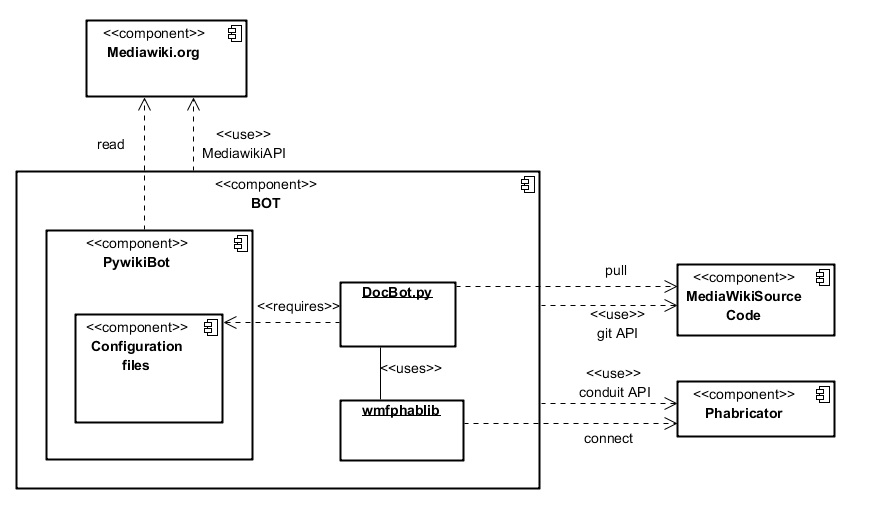 <<component>>
Mediawiki.org
read
<<use>>
MediawikiAPI
<<component>>
BOT
<<component>>
PywikiBot
<<component>>
Configuration
files
<<requires>>
DocBot.py
<<uses>>
wmfphablib
pull
<<use>>
git API
<<component>>
MediaWikiSource
Code
<<use>>
conduit API
connect
<<component>>
Phabricator